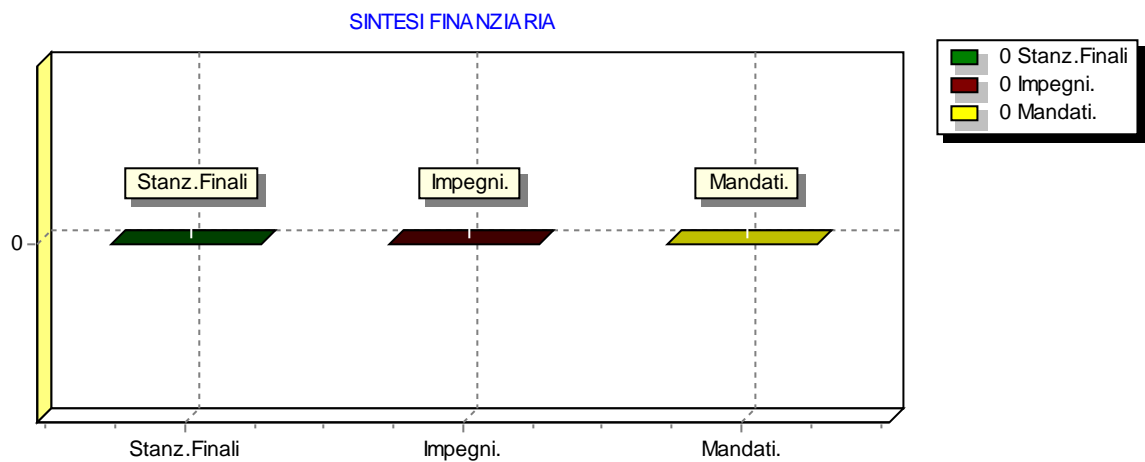 SINTESI FINANZIARIA
0 Stanz.Finali
0 Impegni.
0 Mandati.
Stanz.Finali
Impegni.
Mandati.
0
Stanz.Finali
Impegni.
Mandati.